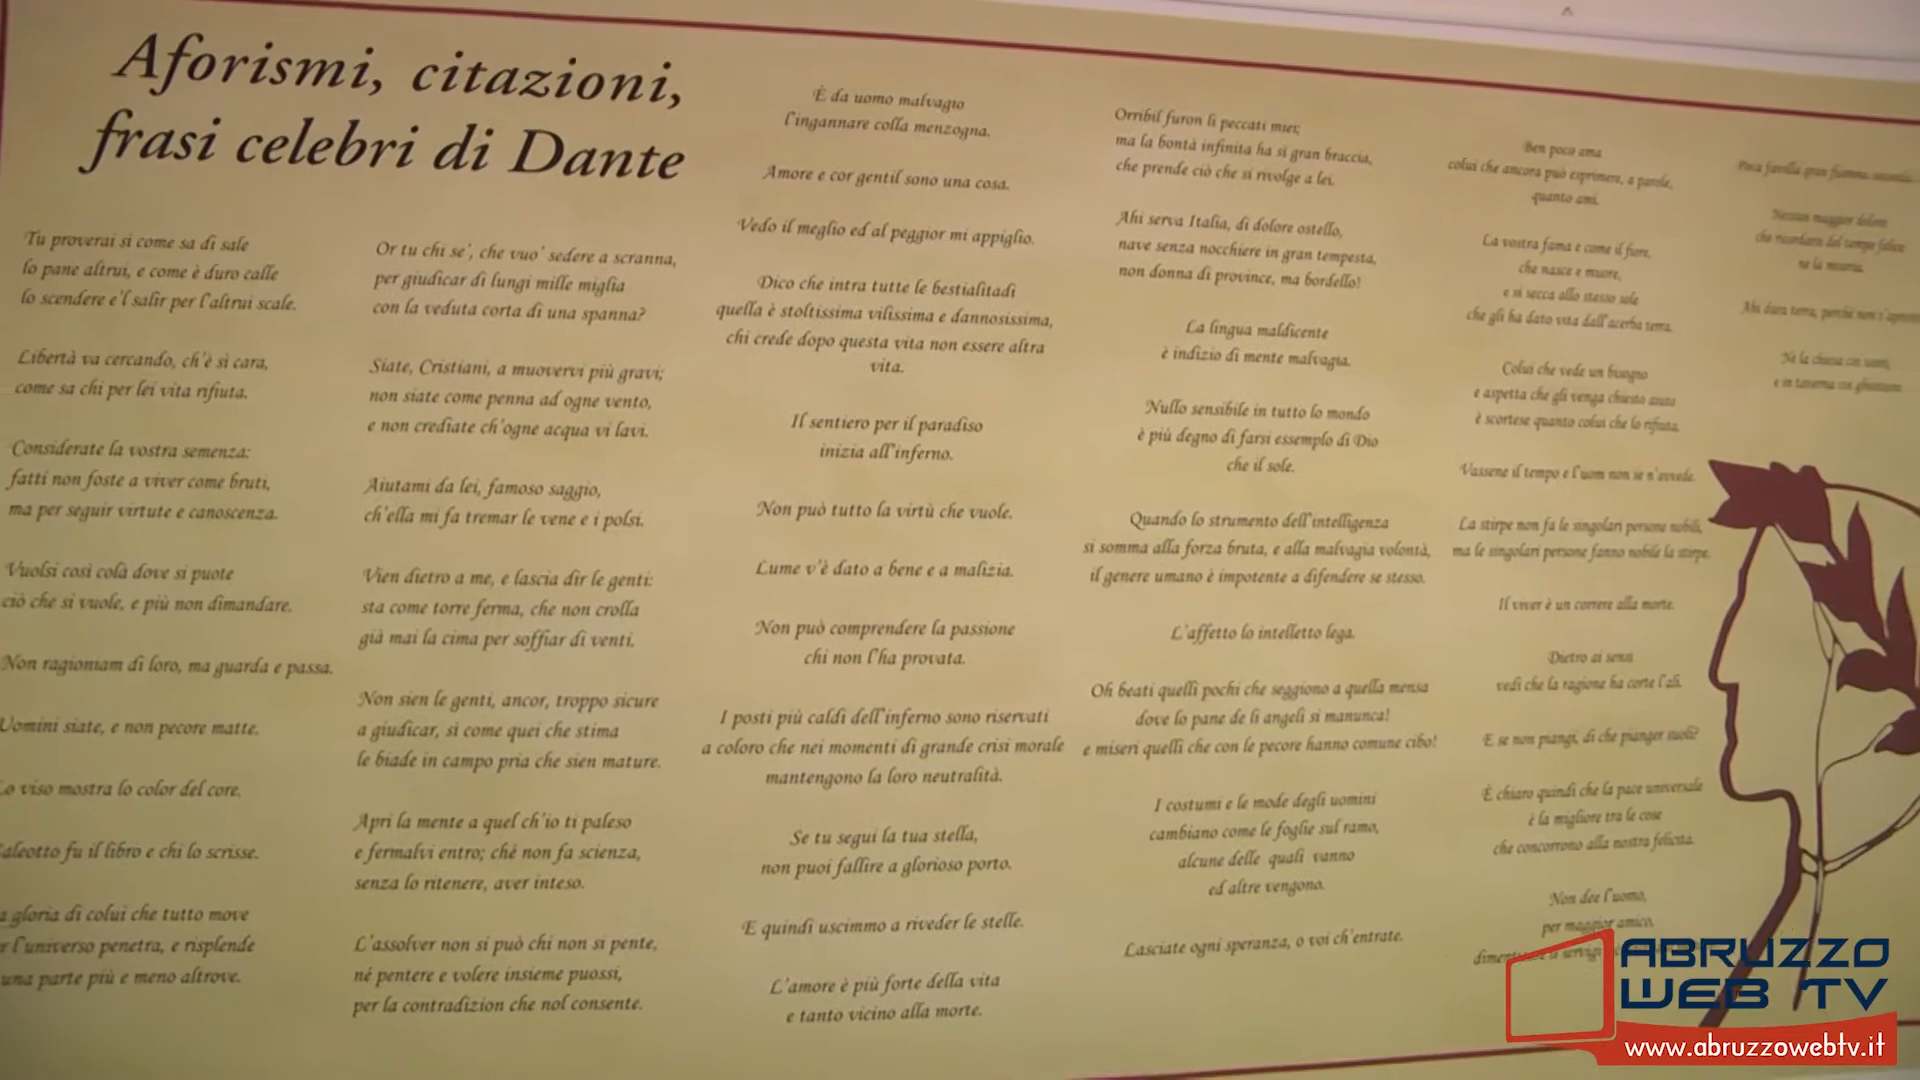 Aforismi, citazioni,
frasi celebri di Dante
Tu proverai sì come sa di sale
lo pane altrui, e come è duro calle
lo scendere e'l salir per l'altrui scale.
Libertà va cercando, ch'è sì cara,
come sa chi per lei vita rifiuta.
Considerate la vostra semenza:
fatti non foste a viver come bruti,
ma per seguir virtute e canoscenza.
Vuolsi così colà dove si puote
ciò che si vuole, e più non dimandare.
Non ragioniam di loro, ma guarda e passa.
Uomini siate, e non pecore matte.
Lo viso mostra lo color del core.
aleotto fu il libro e chi lo scrisse.
a gloria di colui che tutto move
r l'universo penetra, e risplende
una parte più e meno altrove.
Or tu chi se', che vuo' sedere a scranna,
per giudicar di lungi mille miglia
con la veduta corta di una spanna?
Siate, Cristiani, a muovervi più gravi;
non siate come penna ad ogne vento,
e non crediate ch'ogne acqua vi lavi.
Aiutami da lei, famoso saggio,
ch'ella mi fa tremar le vene e i polsi.
Vien dietro a me, e lascia dir le genti:
sta come torre ferma, che non crolla
già mai la cima per soffiar di venti.
Non sien le genti, ancor, troppo sicure
a giudicar, sì come quei che stima
le biade in campo pria che sien mature.
Apri la mente a quel ch'io ti paleso
e fermalvi entro; ché non fa scienza,
senza lo ritenere, aver inteso.
L'assolver non si può chi non si pente,
né pentere e volere insieme puossi,
per la contradizion che nol consente.
È da uomo malvagio
l'ingannare colla menzogna.
Amore e cor gentil sono una cosa.
Vedo il meglio ed al peggior mi appiglio.
Dico che intra tutte le bestialitadi
quella è stoltissima vilissima e dannosissima,
chi crede dopo questa vita non essere altra
vita.
Il sentiero per il paradiso
inizia all'inferno.
Non può tutto la virtù che vuole.
Lume v'è dato a bene e a malizia.
Non può comprendere la passione
chi non l'ha provata.
I posti più caldi dell'inferno sono riservati
a coloro che nei momenti di grande crisi morale
mantengono la loro neutralità.
Se tu segui la tua stella,
non puoi fallire a glorioso porto.
E quindi uscimmo a riveder le stelle.
L'amore è più forte della vita
e tanto vicino alla morte.
Orribil furon li peccati miei;
ma la bontà infinita ha sì gran braccia,
che prende ciò che si rivolge a lei.
Ahi serva Italia, di dolore ostello,
nave senza nocchiere in gran tempesta,
non donna di province, ma bordello!
La lingua maldicente
è indizio di mente malvagia.
Nullo sensibile in tutto lo mondo
è più degno di farsi essemplo di Dio
che il sole.
Quando lo strumento dell'intelligenza
si somma alla forza bruta, e alla malvagia volontà,
il genere umano è impotente a difendere se stesso.
L'affetto lo intelletto lega.
Oh beati quelli pochi che seggiono a quella mensa
dove lo pane de li angeli si manunca!
e miseri quelli che con le pecore hanno comune cibo!
I costumi e le mode degli uomini
cambiano come le foglie sul ramo,
alcune delle quali vanno
ed altre vengono.
Lasciate ogni speranza, o voi ch'entrate.
Ben poco ama
colui che ancora può esprimere, a parole,
quanto ami.
La vostra fama è come il fiore,
che nasce e muore,
e si secca allo stesso sole
che gli ha dato vita dall'acerba terra.
Colui che vede un bisogno
e aspetta che gli venga chiesto aiuto
è scortese quanto colui che lo rifiuta.
Vassene il tempo e l'uom non se n'avvede.
La stirpe non fa le singolari persone nobili,
ma le singolari persone fanno nobile la stirpe.
Il viver è un correre alla morte.
Dietro ai sensi
vedi che la ragione ha corte l'ali.
E se non piangi, di che pianger suoli?
È chiaro quindi che la pace universale
è la migliore tra le cose
che concorrono alla nostra felicità.
Non dee l'uomo,
per maggior amico,
Poca favilla gran fiamma
Nessun maggior dolore
che ricordarsi del tempo felice
ne la miseria.
Ahi dura terra, perché non t'apristi
Ne la chiesa coi santi,
e in taverna coi ghiottoni
ABRUZZO
WEB TV
www.abruzzowebtv.it